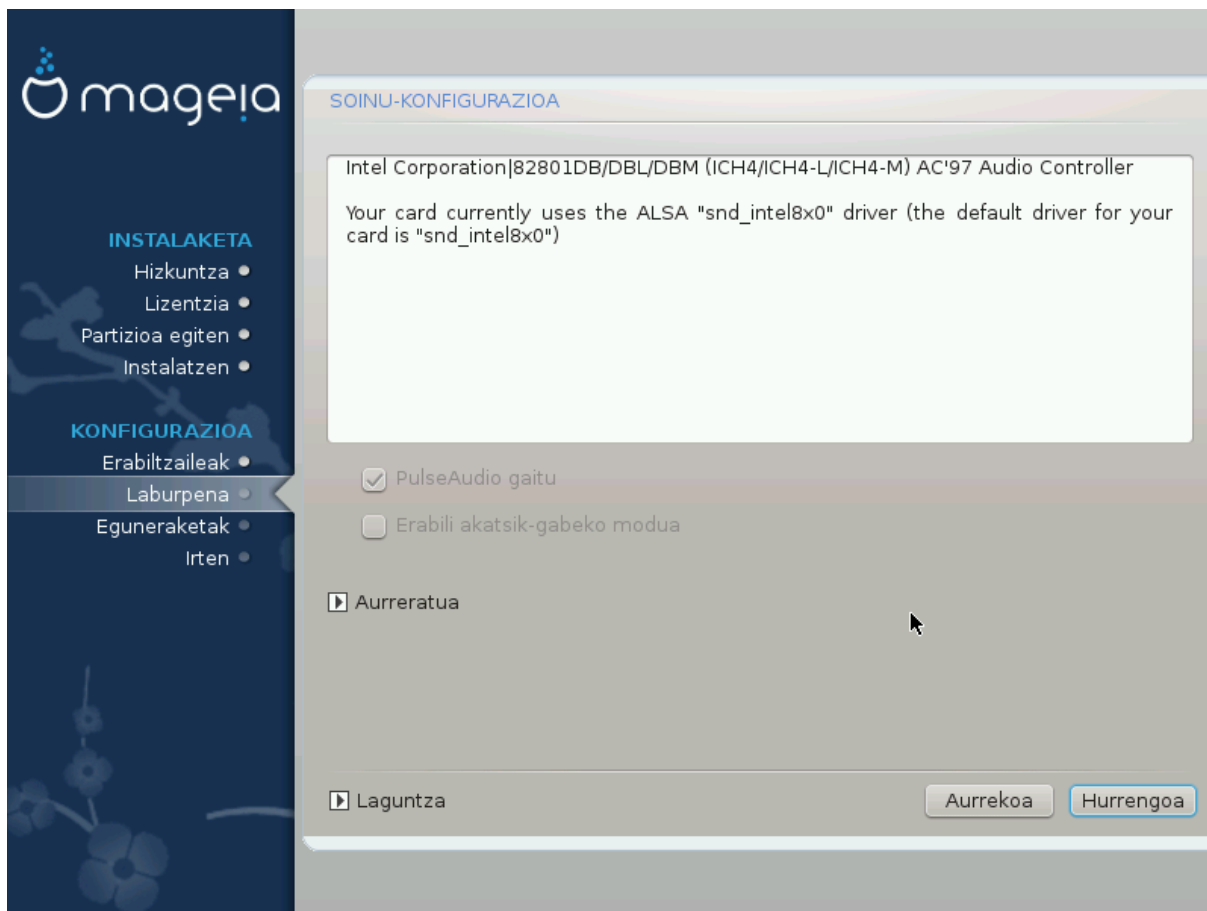 mageia
INSTALAKETA
Hizkuntza
Lizentzia
Partizioa egiten
Instalatzen
KONFIGURAZIOA
Erabiltzaileak
Laburpena
Eguneraketak
Irten
SOINU-KONFIGURAZIOA
Intel Corporation|82801DB/DBL/DBM (ICH4/ICH4-L/ICH4-M) AC'97 Audio Controller
Your card currently uses the ALSA "snd_intel8x0" driver (the default driver for your
card is "snd_intel8x0")
PulseAudio gaitu
Erabili akatsik-gabeko modua
Aurreratua
Laguntza
Aurrekoa
Hurrengoa